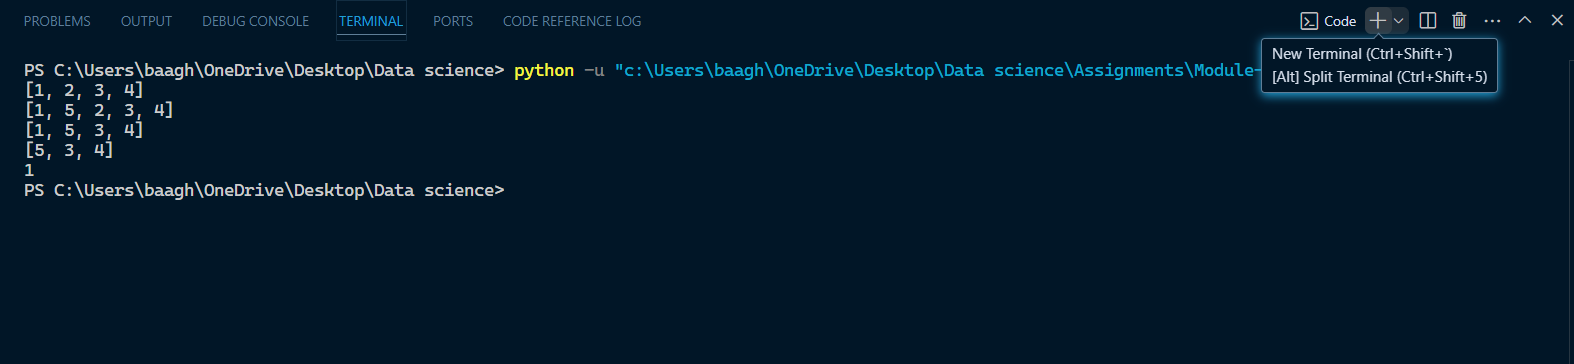 PROBLEMS OUTPUT DEBUG CONSOLE TERMINAL PORTS CODE REFERENCE LOG Code
New Terminal (Ctrl+Shift+`)
[Alt] Split Terminal (Ctrl+Shift+5)
PS C:\Users\baagh\OneDrive\Desktop\Data science> python -u "c:\Users\baagh\OneDrive\Desktop\Data science\Assignments\Module-
[1, 2, 3, 4]
[1, 5, 2, 3, 4]
[1, 5, 3, 4]
[5, 3, 4]
1
PS C:\Users\baagh\OneDrive\Desktop\Data science>